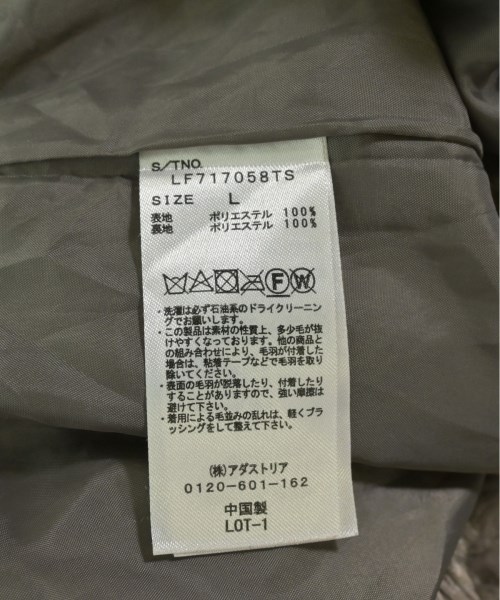 S/TNO.
LF717058TS
SIZE L
表地 ポリエステル 100%
裏地 ポリエステル 100%
F W
・洗濯は必ず石油系のドライクリーニン
グでお願いします。
・この製品は素材の性質上、多少毛が抜
けやすくなっております。他の商品と
の組み合わせにより、毛羽が付着した
場合は、粘着テープなどで毛羽を取り
除いてください。
・表面の毛羽が脱落したり、付着したり
することがありますので、強い摩擦は
避けて下さい。
・着用による毛並みの乱れは、軽くブラ
ッシングをして整えて下さい。
(株)アダストリア
0120-601-162
中国製
LOT-1